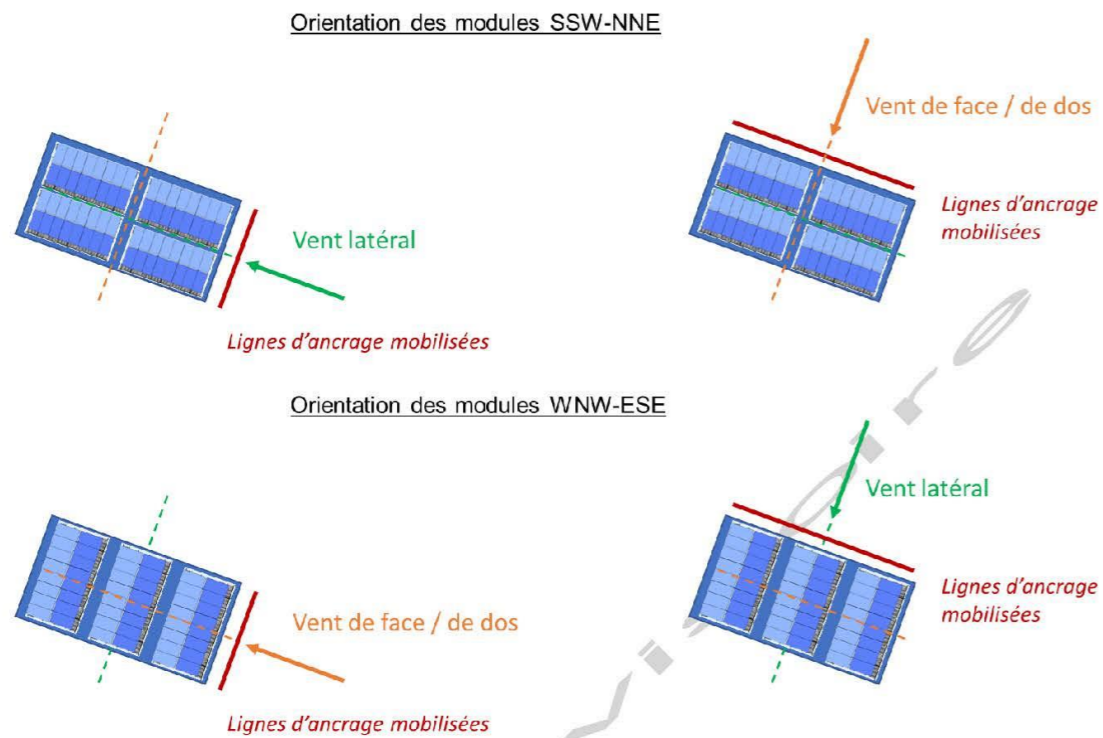 Orientation des modules SSW-NNE
Vent de face / de dos
Vent latéral
Lignes d'ancrage
mobilisées
Lignes d'ancrage mobilisées
Orientation des modules WNW-ESE
Vent latéral
Vent de face / de dos
Lignes d'ancrage
mobilisées
Lignes d'ancrage mobilisées